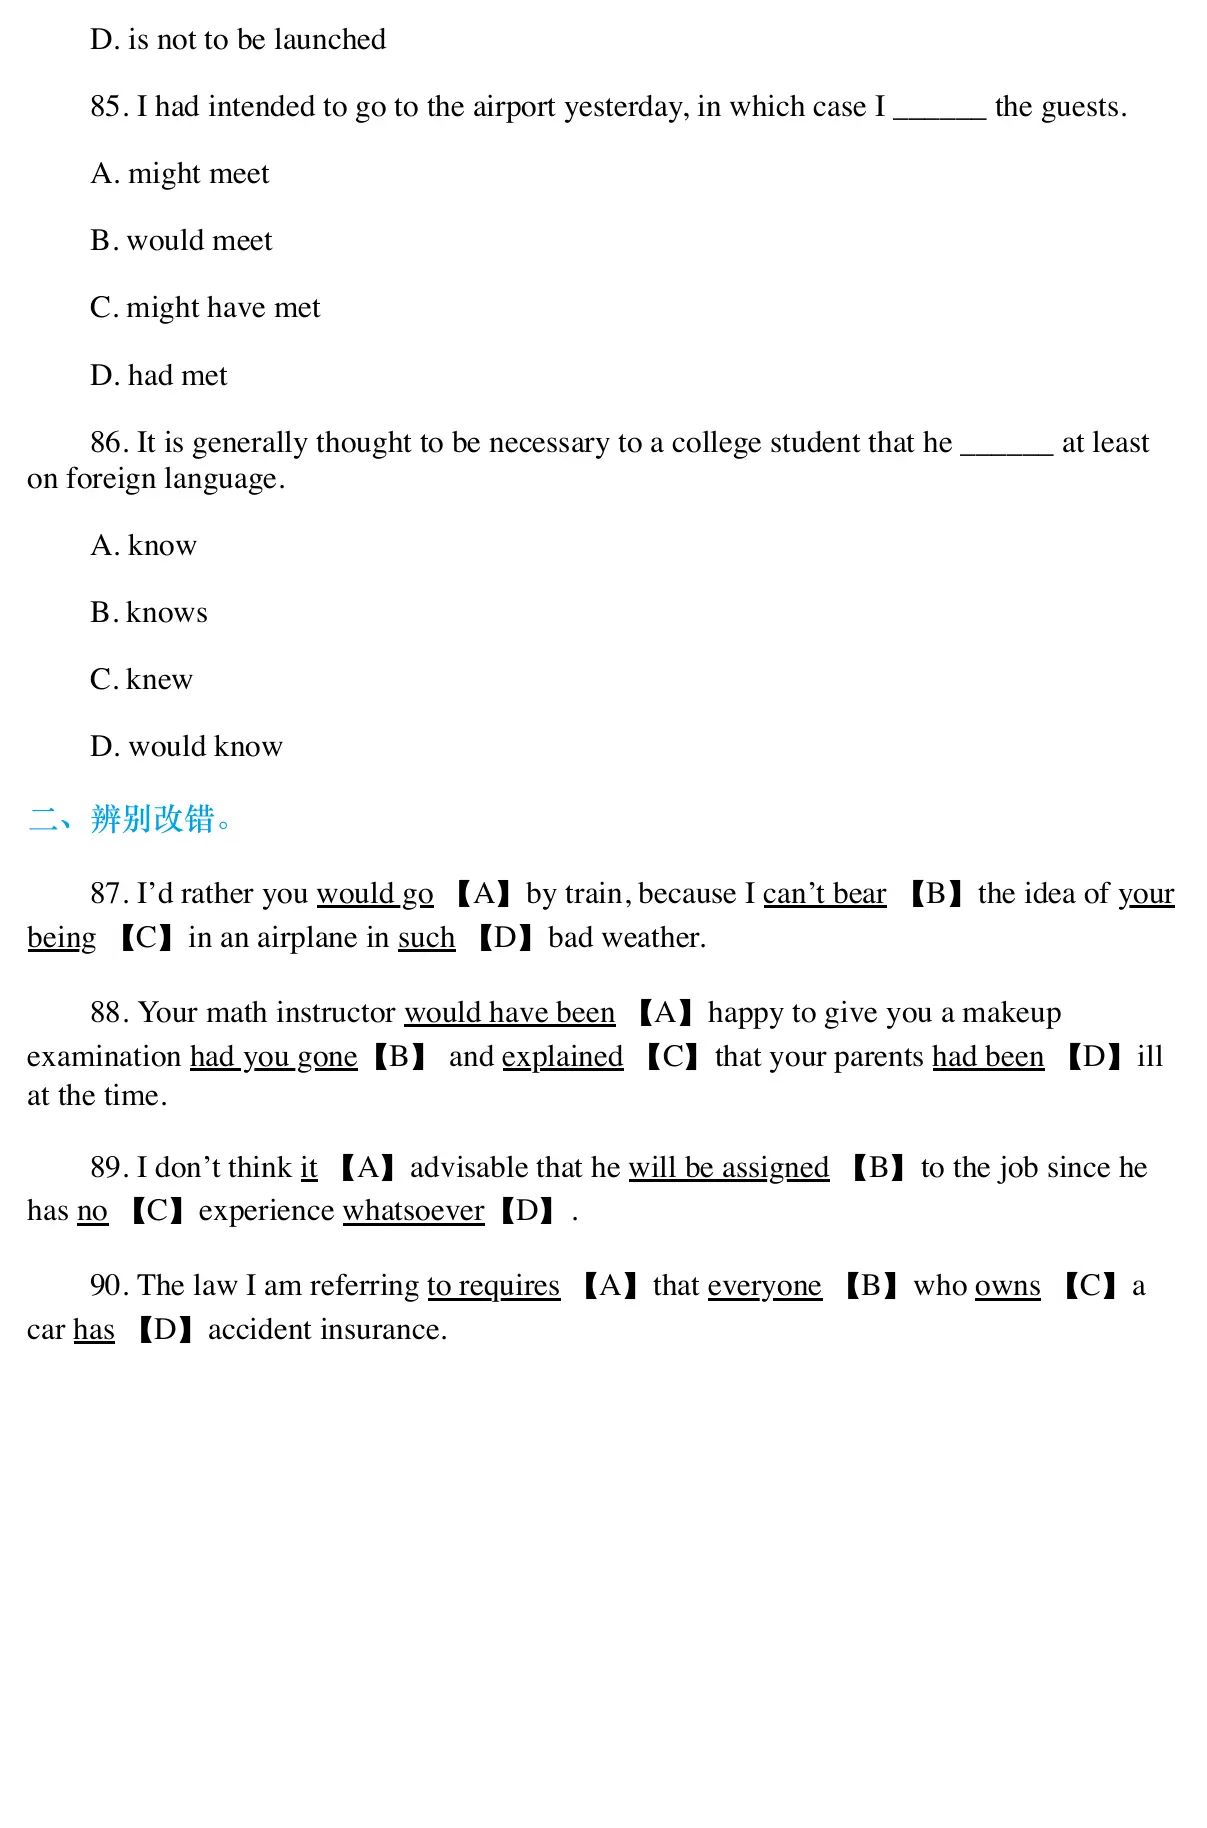 D. is not to be launched
85. I had intended to go to the airport yesterday, in which case I ______ the guests.
A. might meet
B. would meet
C. might have met
D. had met
86. It is generally thought to be necessary to a college student that he ______ at least
on foreign language.
A. know
B. knows
C. knew
D. would know
二、辨别改错。
87. I’d rather you would go 【A】by train, because I can’t bear 【B】the idea of your
being 【C】in an airplane in such 【D】bad weather.
88. Your math instructor would have been 【A】happy to give you a makeup
examination had you gone【B】 and explained 【C】that your parents had been 【D】ill
at the time.
89. I don’t think it 【A】advisable that he will be assigned 【B】to the job since he
has no 【C】experience whatsoever【D】.
90. The law I am referring to requires 【A】that everyone 【B】who owns 【C】a
car has 【D】accident insurance.